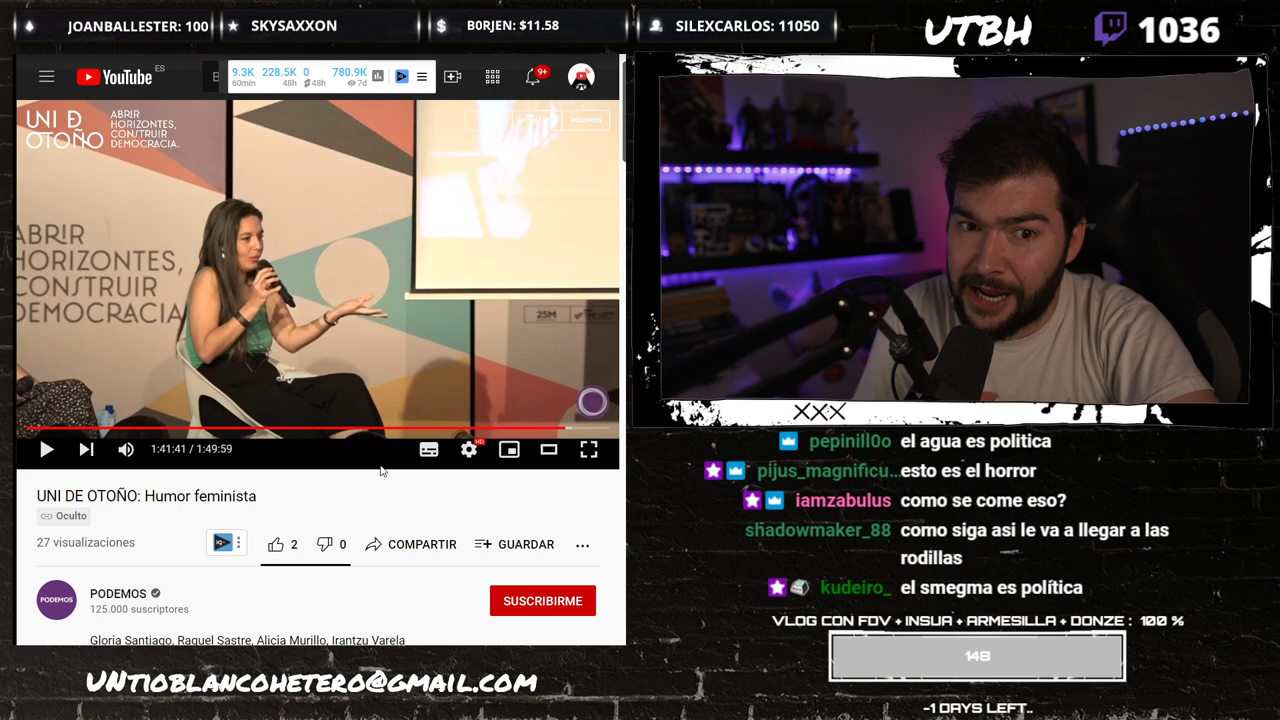 JOANBALLESTER: 100
SKYSAXXON
B0RJEN: $11.58
SILEXCARLOS: 11050
UTBH
1036
YouTube ES
9.3K 228.5K 0 780.9K
60min 48h 48h 7d
9+
UNI D OTOÑO
ABRIR
HORIZONTES,
CONSTRUIR
DEMOCRACIA.
PODEMOS
ABRIR
HORIZONTES,
CONSTRUIR
DEMOCRACIA
25M
1:41:41 / 1:49:59
HD
UNI DE OTOÑO: Humor feminista
Oculto
27 visualizaciones
IQ
2
0
COMPARTIR
GUARDAR
PODEMOS
PODEMOS
125.000 suscriptores
SUSCRIBIRME
Gloria Santiago, Raquel Sastre, Alicia Murillo, Irantzu Varela
UNTIOBLANCOHETERO@GMAIL.COM
XXX
pepinill0o el agua es politica
pijus_magnificu... esto es el horror
iamzabulus como se come eso?
shadowmaker_88 como siga asi le va a llegar a las
rodillas
kudeiro_ el smegma es política
VLOG CON FDV + INSUA + ARMESILLA + DONZE : 100 %
148
-1 DAYS LEFT..